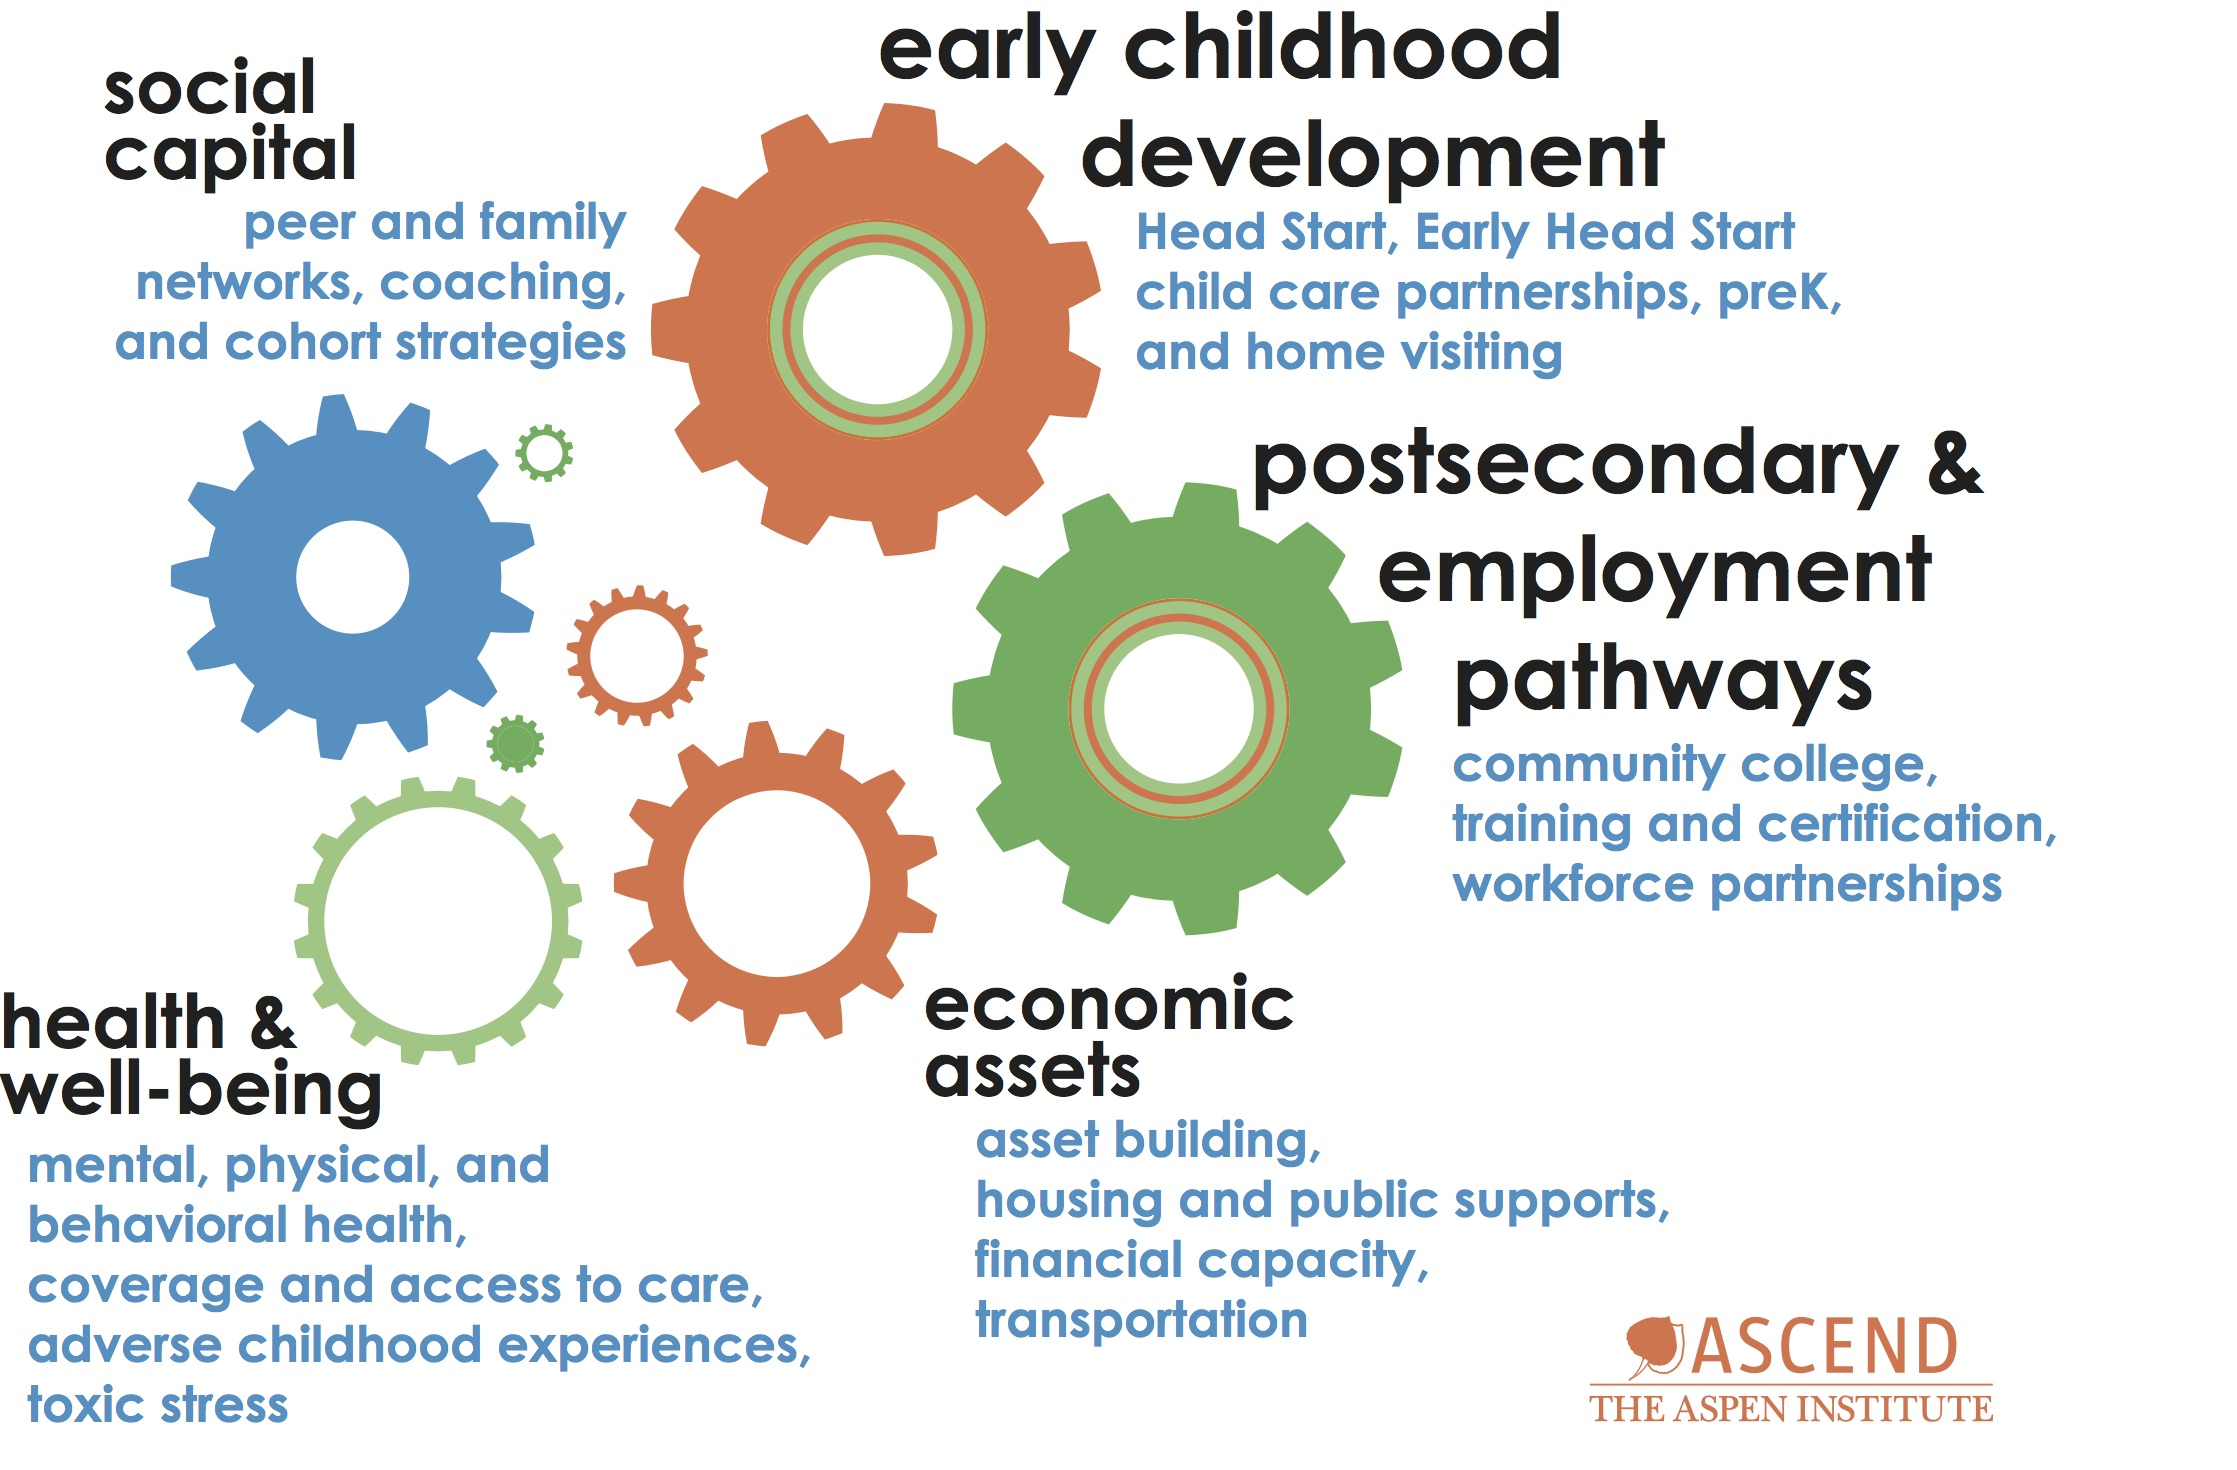 social
capital
peer and family
networks, coaching,
and cohort strategies
early childhood
development
Head Start, Early Head Start
child care partnerships, preK,
and home visiting
postsecondary &
employment
pathways
community college,
training and certification,
workforce partnerships
health &
well-being
mental, physical, and
behavioral health,
coverage and access to care,
adverse childhood experiences,
toxic stress
economic
assets
asset building,
housing and public supports,
financial capacity,
transportation
ASCEND
THE ASPEN INSTITUTE